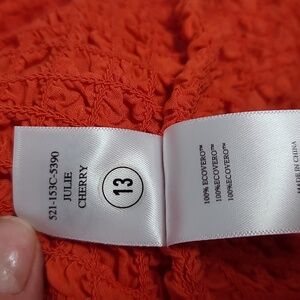 521-153C-5390
JULIE
CHERRY
13
100% ECOVERO™
100%ECOVERO™
100%ECOVERO™
MADE IN CHINA